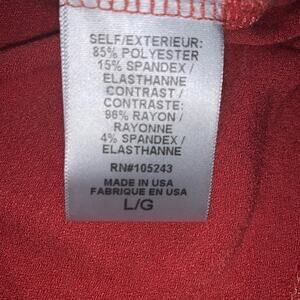 SELF/EXTERIEUR:
85% POLYESTER
15% SPANDEX /
ELASTHANNE
CONTRAST /
CONTRASTE:
96% RAYON /
RAYONNE
4% SPANDEX /
ELASTHANNE
RN#105243
MADE IN USA
FABRIQUE EN USA
L/G